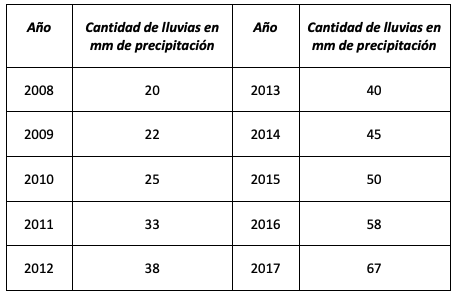 Año Cantidad de lluvias en mm de precipitación Año Cantidad de lluvias en mm de precipitación
2008 20 2013 40
2009 22 2014 45
2010 25 2015 50
2011 33 2016 58
2012 38 2017 67